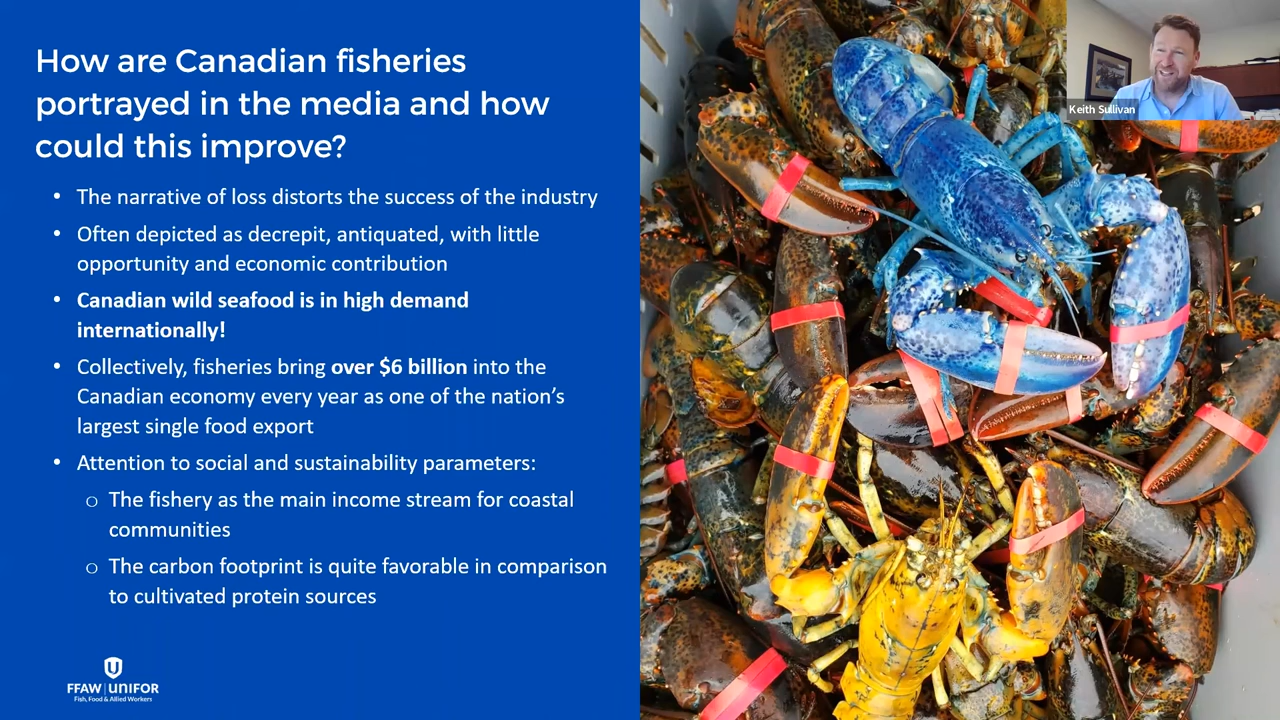 How are Canadian fisheries
portrayed in the media and how
could this improve?
• The narrative of loss distorts the success of the industry
• Often depicted as decrepit, antiquated, with little
opportunity and economic contribution
• Canadian wild seafood is in high demand
internationally!
• Collectively, fisheries bring over $6 billion into the
Canadian economy every year as one of the nation's
largest single food export
• Attention to social and sustainability parameters:
o The fishery as the main income stream for coastal
communities
o The carbon footprint is quite favorable in comparison
to cultivated protein sources
FFAW | UNIFOR
Fish, Food & Allied Workers
Keith Sullivan